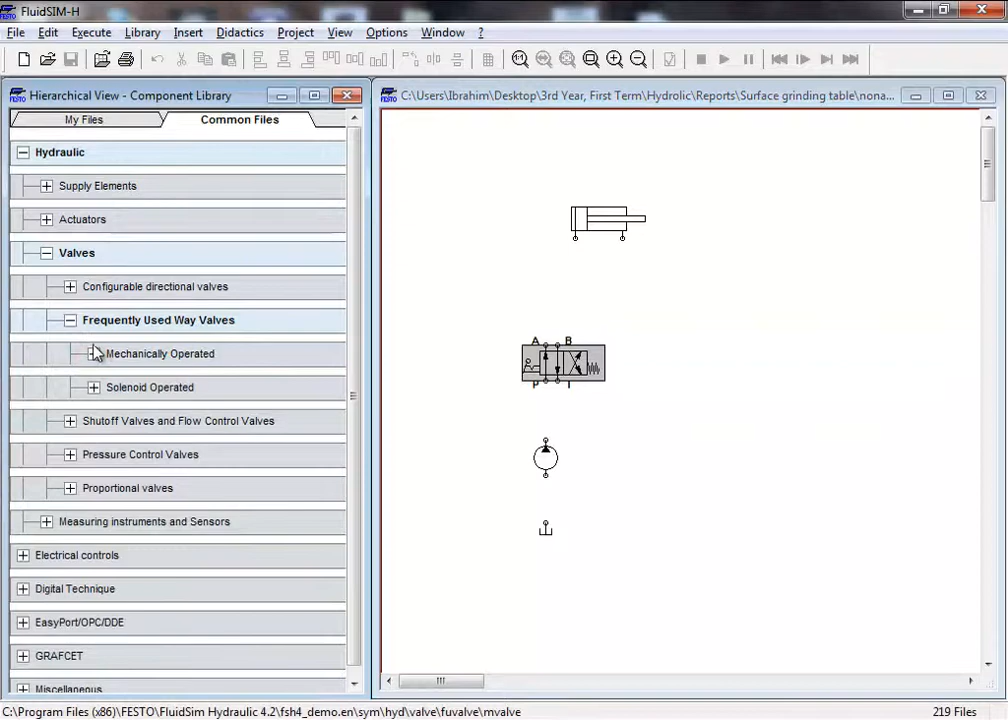 FluidSIM-H
File Edit Execute Library Insert Didactics Project View Options Window ?
Hierarchical View - Component Library
My Files
Common Files
Hydraulic
Supply Elements
Actuators
Valves
Configurable directional valves
Frequently Used Way Valves
Mechanically Operated
Solenoid Operated
Shutoff Valves and Flow Control Valves
Pressure Control Valves
Proportional valves
Measuring instruments and Sensors
Electrical controls
Digital Technique
EasyPort/OPC/DDE
GRAFCET
Miscellaneous
C:\Users\Ibrahim\Desktop\3rd Year, First Term\Hydrolic\Reports\Surface grinding table\nona...
A B
P T
C:\Program Files (x86)\FESTO\FluidSim Hydraulic 4.2\fsh4_demo.en\sym\hyd\valve\fuvalve\mvalve
219 Files